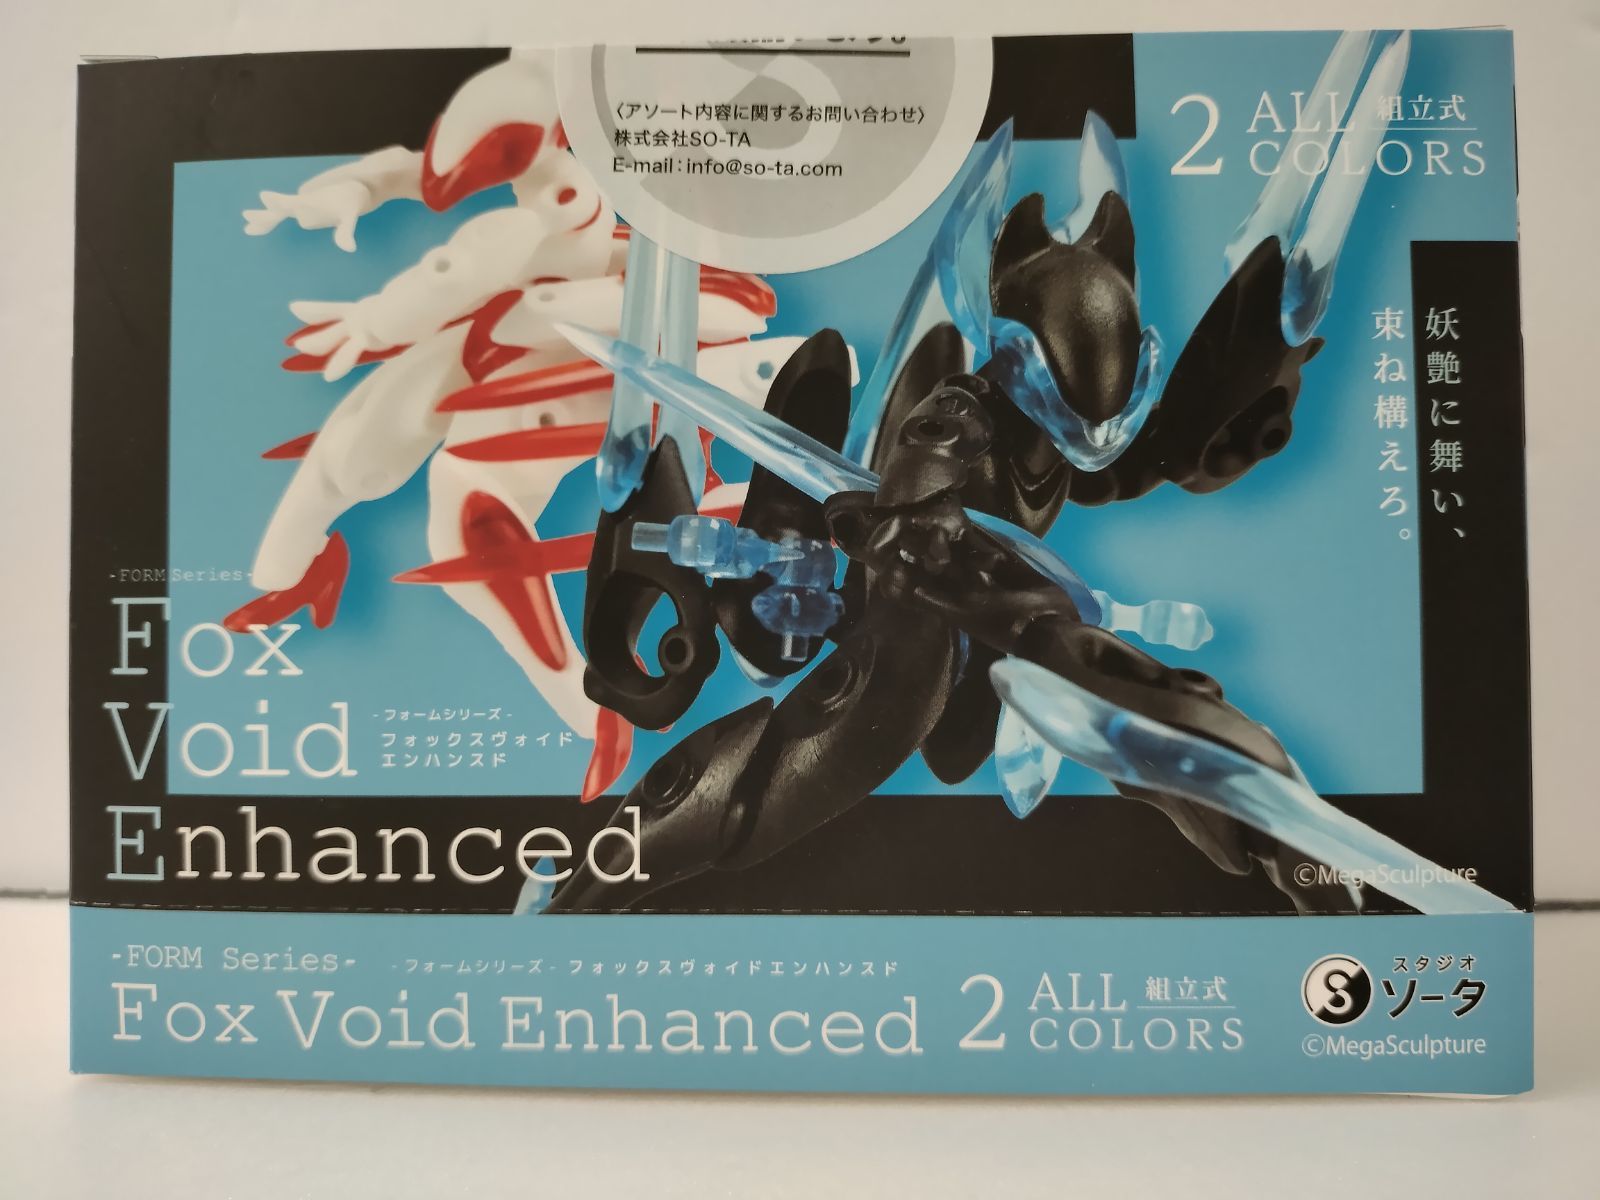 〈アソート内容に関するお問い合わせ〉
株式会社SO-TA
E-mail：info@so-ta.com
2 ALL COLORS 組立式
妖艶に舞い、
束ね構えろ。
-FORM Series-
Fox
Void
Enhanced
-フォームシリーズ-
フォックスヴォイド
エンハンスド
©MegaSculpture
-FORM Series-
-フォームシリーズ- フォックスヴォイドエンハンスド
Fox Void Enhanced
2 ALL COLORS 組立式
スタジオ
ソータ
©MegaSculpture